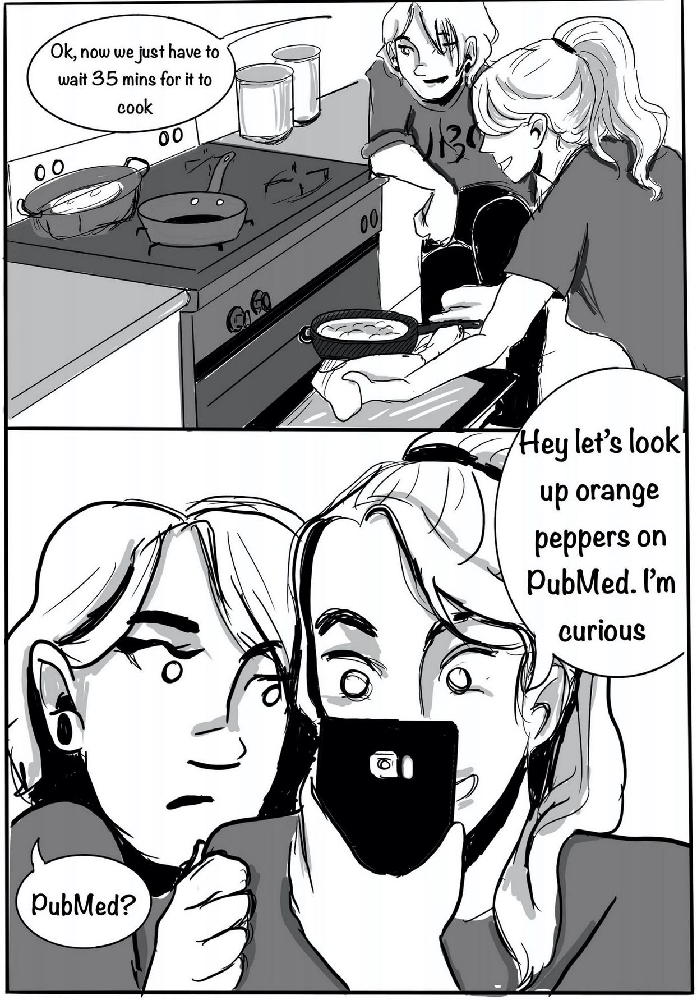 Ok, now we just have to
wait 35 mins for it to
cook
Hey let's look
up orange
peppers on
PubMed. I'm
curious
PubMed?